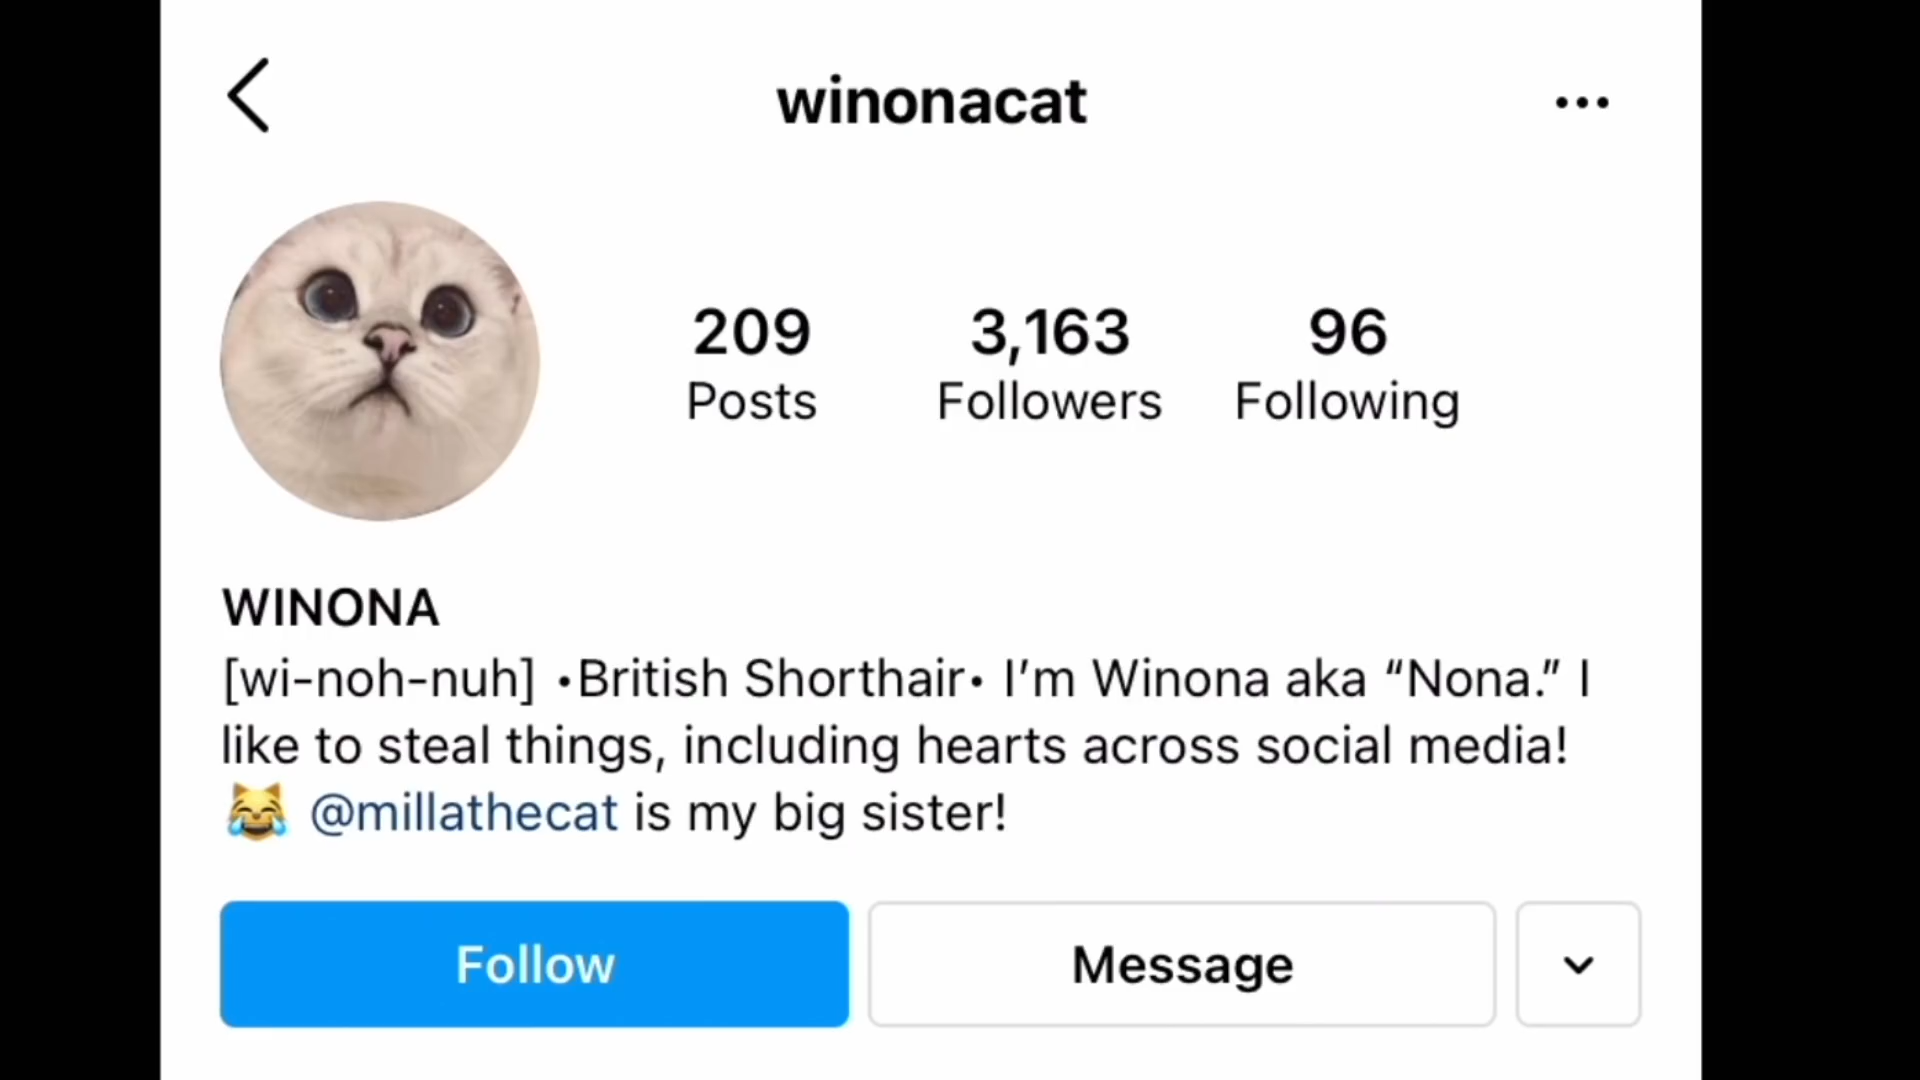 winonacat
209 3,163 96
Posts Followers Following
WINONA
[wi-noh-nuh] •British Shorthair• I’m Winona aka “Nona.” I
like to steal things, including hearts across social media!
😹 @millathecat is my big sister!
Follow Message